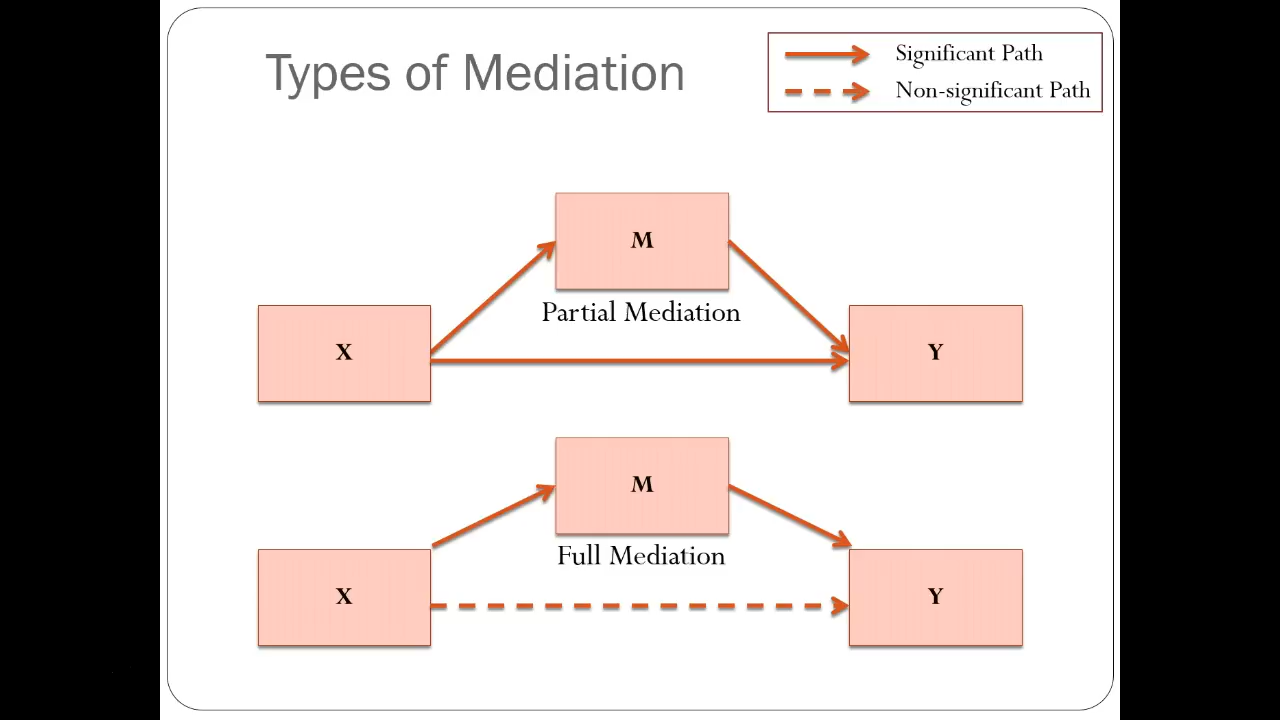 Types of Mediation
Significant Path
Non-significant Path
M
Partial Mediation
X
Y
M
Full Mediation
X
Y